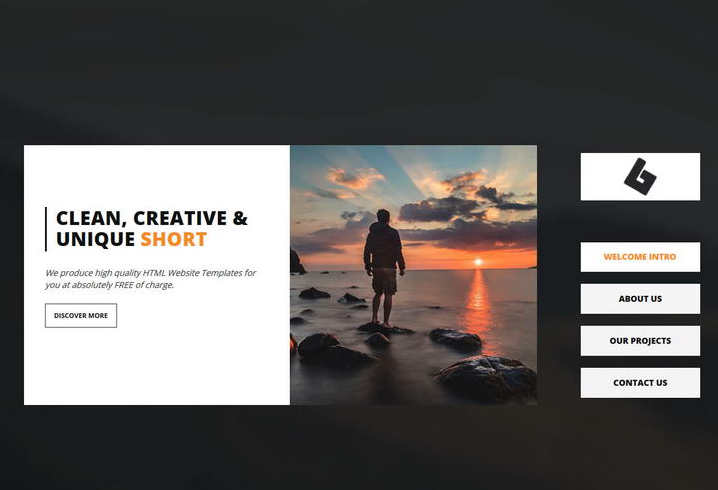 CLEAN, CREATIVE &
UNIQUE SHORT
We produce high quality HTML Website Templates for
you at absolutely FREE of charge.
DISCOVER MORE
WELCOME INTRO
ABOUT US
OUR PROJECTS
CONTACT US